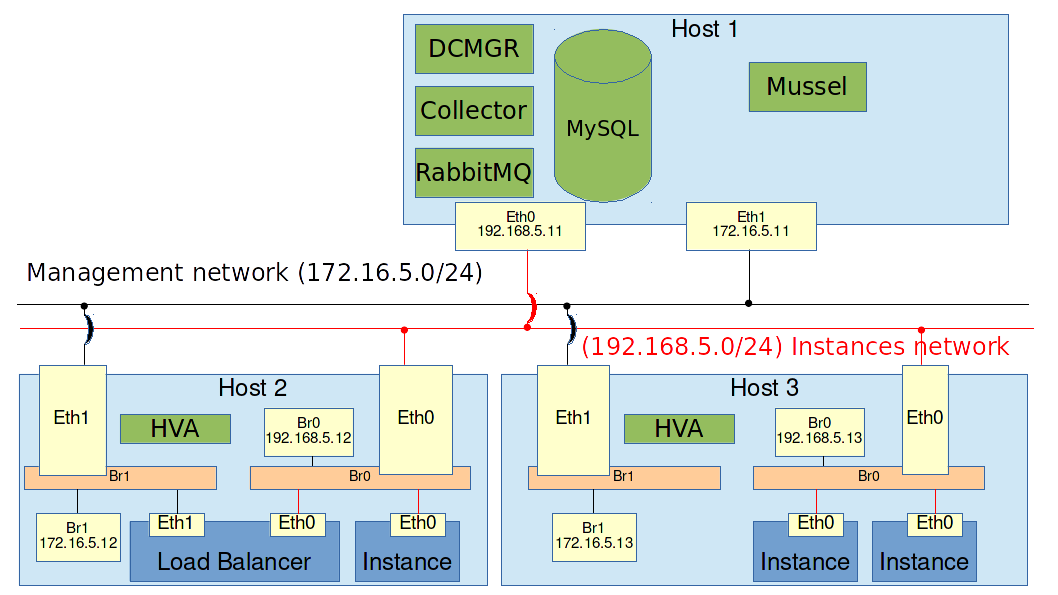 Host 1
DCMGR
Collector
RabbitMQ
MySQL
Mussel
Eth0
192.168.5.11
Eth1
172.16.5.11
Management network (172.16.5.0/24)
(192.168.5.0/24) Instances network
Host 2
Eth1
HVA
Br0
192.168.5.12
Eth0
Br1
Br0
Br1
172.16.5.12
Eth1
Eth0
Load Balancer
Eth0
Instance
Host 3
Eth1
HVA
Br0
192.168.5.13
Eth0
Br1
Br0
Br1
172.16.5.13
Eth0
Instance
Eth0
Instance